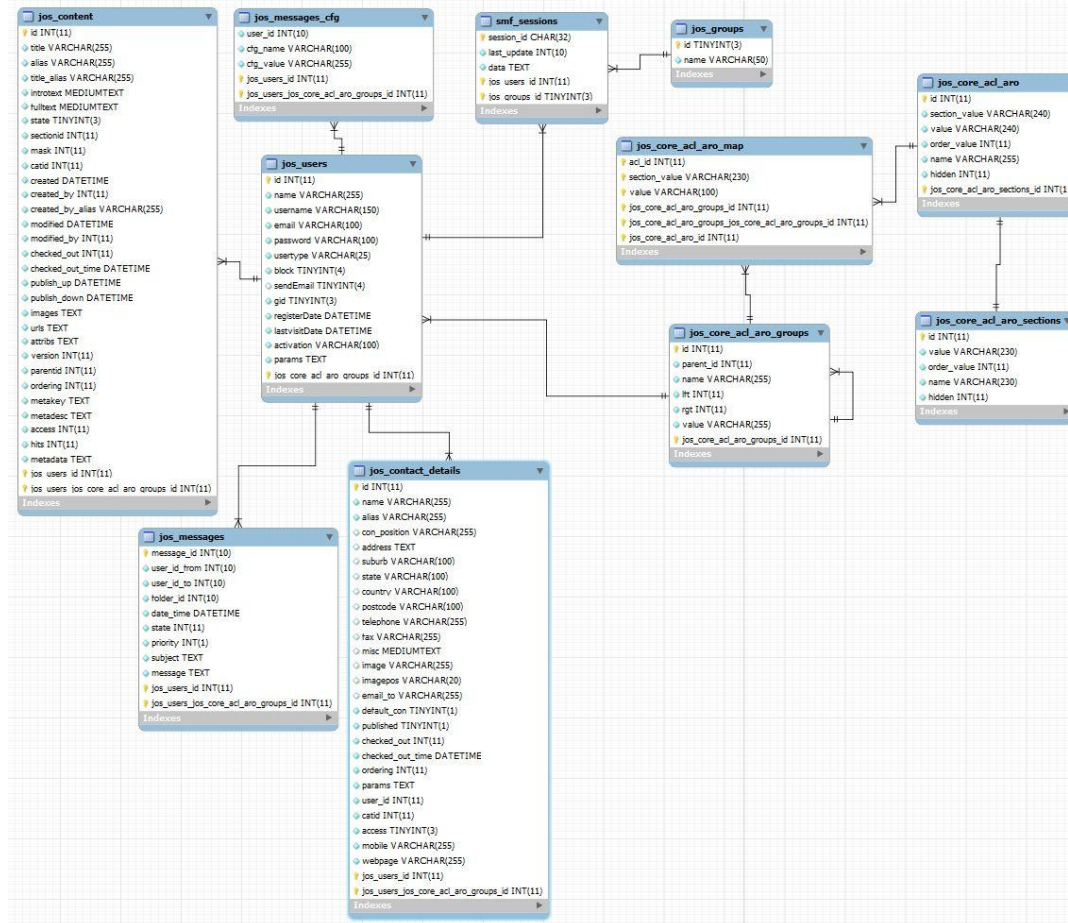 jos_content
id INT(11)
title VARCHAR(255)
alias VARCHAR(255)
title_alias VARCHAR(255)
introtext MEDIUMTEXT
fulltext MEDIUMTEXT
state TINYINT(3)
sectionid INT(11)
mask INT(11)
catid INT(11)
created DATETIME
created_by INT(11)
created_by_alias VARCHAR(255)
modified DATETIME
modified_by INT(11)
checked_out INT(11)
checked_out_time DATETIME
publish_up DATETIME
publish_down DATETIME
images TEXT
urls TEXT
attribs TEXT
version INT(11)
parentid INT(11)
ordering INT(11)
metakey TEXT
metadesc TEXT
access INT(11)
hits INT(11)
metadata TEXT
jos_users_id INT(11)
jos_users_jos_core_acl_aro_groups_id INT(11)
Indexes
jos_messages_cfg
user_id INT(10)
cfg_name VARCHAR(100)
cfg_value VARCHAR(255)
jos_users_id INT(11)
jos_users_jos_core_acl_aro_groups_id INT(11)
Indexes
smf_sessions
session_id CHAR(32)
last_update INT(10)
data TEXT
jos_users_id INT(11)
jos_groups_id TINYINT(3)
Indexes
jos_groups
id TINYINT(3)
name VARCHAR(50)
Indexes
jos_core_acl_aro
id INT(11)
section_value VARCHAR(240)
value VARCHAR(240)
order_value INT(11)
name VARCHAR(255)
hidden INT(11)
jos_core_acl_aro_sections_id INT(1
Indexes
jos_core_acl_aro_map
acl_id INT(11)
section_value VARCHAR(230)
value VARCHAR(100)
jos_core_acl_aro_groups_id INT(11)
jos_core_acl_aro_groups_jos_core_acl_aro_groups_id INT(11)
jos_core_acl_aro_id INT(11)
Indexes
jos_users
id INT(11)
name VARCHAR(255)
username VARCHAR(150)
email VARCHAR(100)
password VARCHAR(100)
usertype VARCHAR(25)
block TINYINT(4)
sendEmail TINYINT(4)
gid TINYINT(3)
registerDate DATETIME
lastvisitDate DATETIME
activation VARCHAR(100)
params TEXT
jos_core_acl_aro_groups_id INT(11)
Indexes
jos_core_acl_aro_groups
id INT(11)
parent_id INT(11)
name VARCHAR(255)
lft INT(11)
rgt INT(11)
value VARCHAR(255)
jos_core_acl_aro_groups_id INT(11)
Indexes
jos_core_acl_aro_sections
id INT(11)
value VARCHAR(230)
order_value INT(11)
name VARCHAR(230)
hidden INT(11)
Indexes
jos_messages
message_id INT(10)
user_id_from INT(10)
user_id_to INT(10)
folder_id INT(10)
date_time DATETIME
state INT(11)
priority INT(1)
subject TEXT
message TEXT
jos_users_id INT(11)
jos_users_jos_core_acl_aro_groups_id INT(11)
Indexes
jos_contact_details
id INT(11)
name VARCHAR(255)
alias VARCHAR(255)
con_position VARCHAR(255)
address TEXT
suburb VARCHAR(100)
state VARCHAR(100)
country VARCHAR(100)
postcode VARCHAR(100)
telephone VARCHAR(255)
fax VARCHAR(255)
misc MEDIUMTEXT
image VARCHAR(255)
imagepos VARCHAR(20)
email_to VARCHAR(255)
default_con TINYINT(1)
published TINYINT(1)
checked_out INT(11)
checked_out_time DATETIME
ordering INT(11)
params TEXT
user_id INT(11)
catid INT(11)
access TINYINT(3)
mobile VARCHAR(255)
webpage VARCHAR(255)
jos_users_id INT(11)
jos_users_jos_core_acl_aro_groups_id INT(11)
Indexes